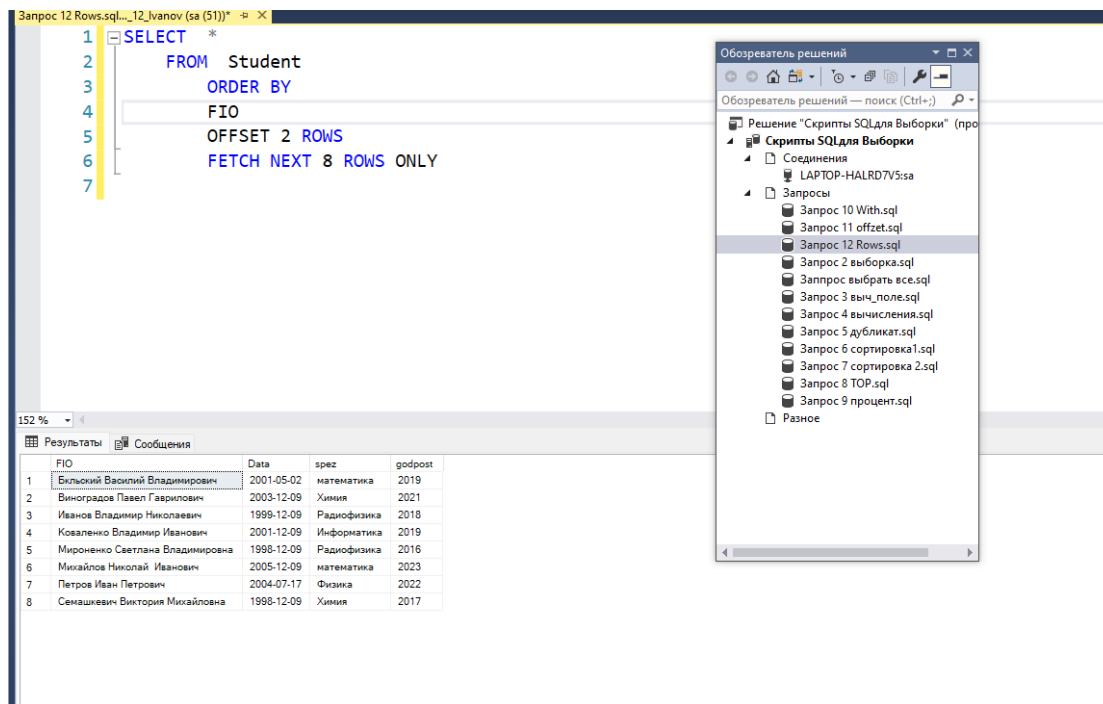 Запрос 12 Rows.sql..._12_Ivanov (sa (51))*
1 SELECT *
2 FROM Student
3 ORDER BY
4 FIO
5 OFFSET 2 ROWS
6 FETCH NEXT 8 ROWS ONLY
7
152 %
Результаты Сообщения
FIO Data spez godpost
1 Бкльский Василий Владимирович 2001-05-02 математика 2019
2 Виноградов Павел Гаврилович 2003-12-09 Химия 2021
3 Иванов Владимир Николаевич 1999-12-09 Радиофизика 2018
4 Коваленко Владимир Иванович 2001-12-09 Информатика 2019
5 Мироненко Светлана Владимировна 1998-12-09 Радиофизика 2016
6 Михайлов Николай Иванович 2005-12-09 математика 2023
7 Петров Иван Петрович 2004-07-17 Физика 2022
8 Семашкевич Виктория Михайловна 1998-12-09 Химия 2017
Обозреватель решений
Обозреватель решений — поиск (Ctrl+;)
Решение "Скрипты SQLдля Выборки" (про
Скрипты SQLдля Выборки
Соединения
LAPTOP-HALRD7V5:sa
Запросы
Запрос 10 With.sql
Запрос 11 offzet.sql
Запрос 12 Rows.sql
Запрос 2 выборка.sql
Занпрос выбрать все.sql
Запрос 3 выч_поле.sql
Запрос 4 вычисления.sql
Запрос 5 дубликат.sql
Запрос 6 сортировка1.sql
Запрос 7 сортировка 2.sql
Запрос 8 TOP.sql
Запрос 9 процент.sql
Разное